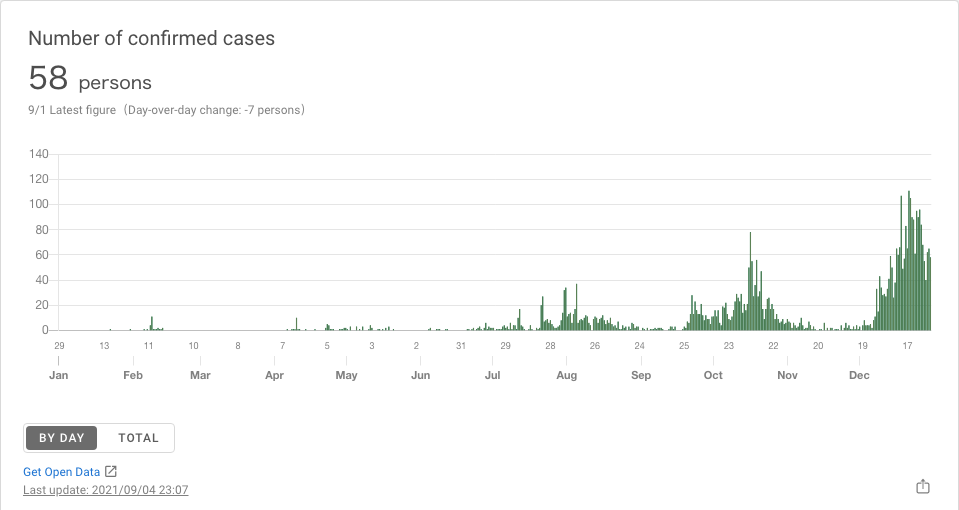 Number of confirmed cases
58 persons
9/1 Latest figure（Day-over-day change: -7 persons）
140
120
100
80
60
40
20
0
29 13 11 10 8 7 5 3 2 31 29 28 26 24 25 23 22 20 19 17
Jan Feb Mar Apr May Jun Jul Aug Sep Oct Nov Dec
BY DAY TOTAL
Get Open Data
Last update: 2021/09/04 23:07